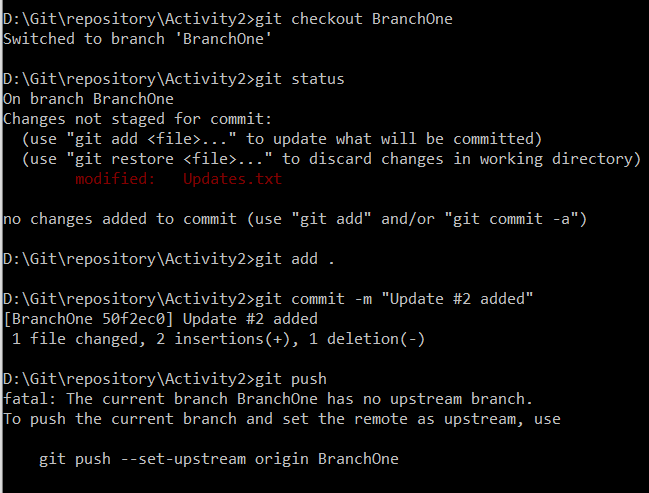 D:\Git\repository\Activity2>git checkout BranchOne
Switched to branch 'BranchOne'
D:\Git\repository\Activity2>git status
On branch BranchOne
Changes not staged for commit:
  (use "git add <file>..." to update what will be committed)
  (use "git restore <file>..." to discard changes in working directory)
        modified:   Updates.txt
no changes added to commit (use "git add" and/or "git commit -a")
D:\Git\repository\Activity2>git add .
D:\Git\repository\Activity2>git commit -m "Update #2 added"
[BranchOne 50f2ec0] Update #2 added
 1 file changed, 2 insertions(+), 1 deletion(-)
D:\Git\repository\Activity2>git push
fatal: The current branch BranchOne has no upstream branch.
To push the current branch and set the remote as upstream, use
    git push --set-upstream origin BranchOne